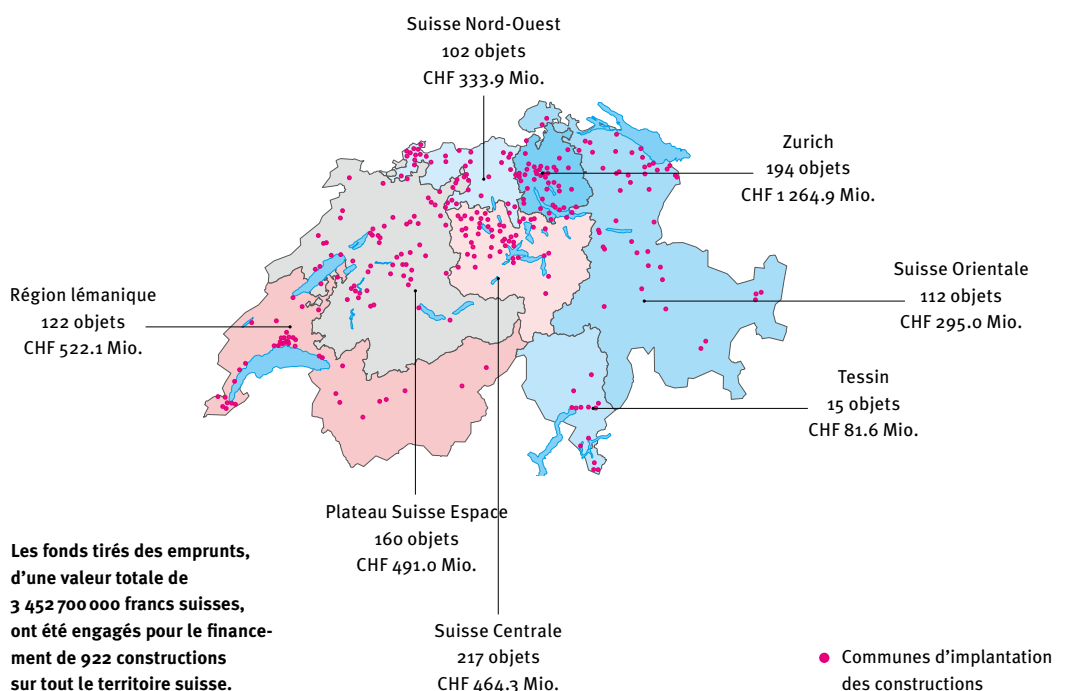 Suisse Nord-Ouest
102 objets
CHF 333.9 Mio.
Zurich
194 objets
CHF 1 264.9 Mio.
Suisse Orientale
112 objets
CHF 295.0 Mio.
Région lémanique
122 objets
CHF 522.1 Mio.
Tessin
15 objets
CHF 81.6 Mio.
Plateau Suisse Espace
160 objets
CHF 491.0 Mio.
Les fonds tirés des emprunts,
d'une valeur totale de
3 452 700 000 francs suisses,
ont été engagés pour le finance-
ment de 922 constructions
sur tout le territoire suisse.
Suisse Centrale
217 objets
CHF 464.3 Mio.
Communes d'implantation
des constructions